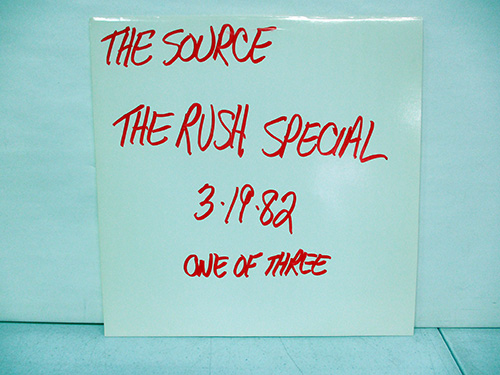 THE SOURCE
THE RUSH SPECIAL
3·19·82
ONE OF THREE